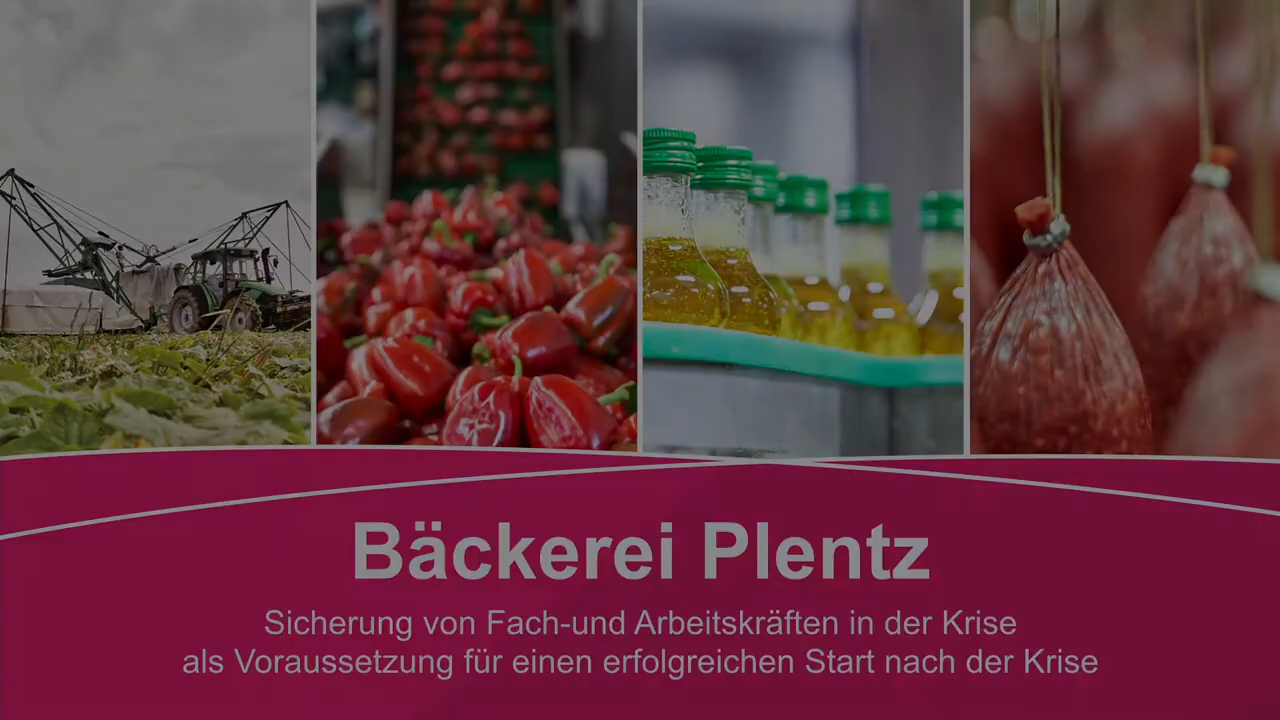 Bäckerei Plentz
Sicherung von Fach-und Arbeitskräften in der Krise
als Voraussetzung für einen erfolgreichen Start nach der Krise